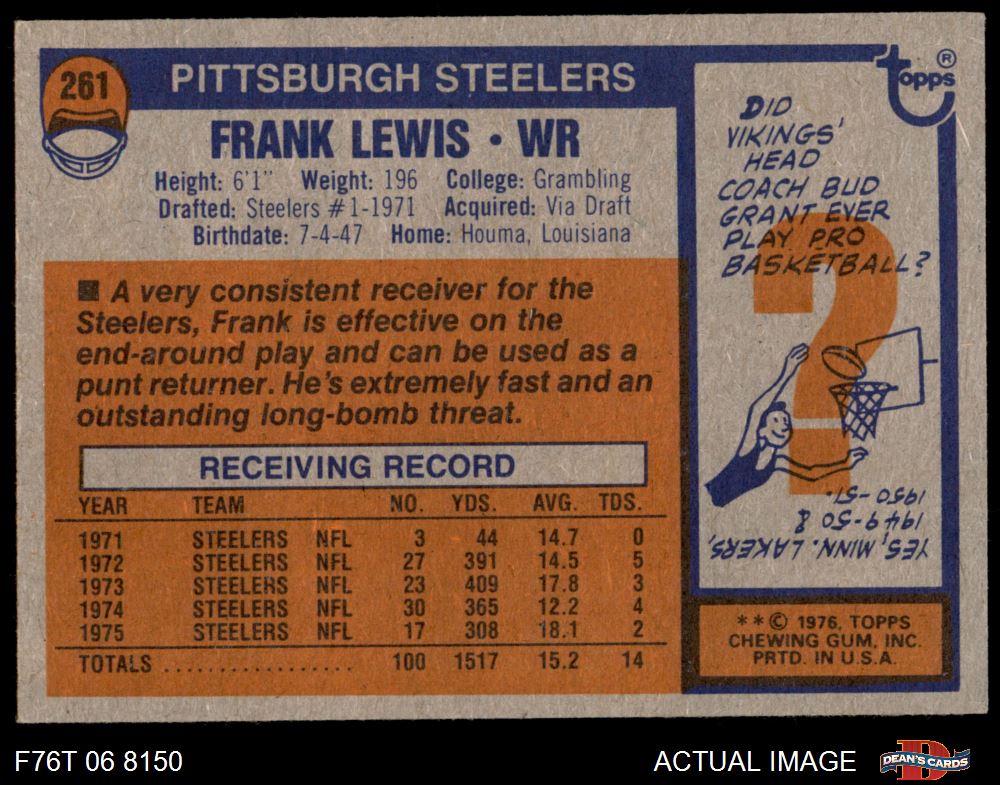 261
PITTSBURGH STEELERS
FRANK LEWIS • WR
Height: 6'1" Weight: 196 College: Grambling
Drafted: Steelers #1-1971 Acquired: Via Draft
Birthdate: 7-4-47 Home: Houma, Louisiana
■ A very consistent receiver for the
Steelers, Frank is effective on the
end-around play and can be used as a
punt returner. He's extremely fast and an
outstanding long-bomb threat.
RECEIVING RECORD
YEAR TEAM NO. YDS. AVG. TDS.
1971 STEELERS NFL 3 44 14.7 0
1972 STEELERS NFL 27 391 14.5 5
1973 STEELERS NFL 23 409 17.8 3
1974 STEELERS NFL 30 365 12.2 4
1975 STEELERS NFL 17 308 18.1 2
TOTALS .................. 100 1517 15.2 14
topps®
DID
VIKINGS'
HEAD
COACH BUD
GRANT EVER
PLAY PRO
BASKETBALL?
?
YES, MINN. LAKERS,
1949-50 &
1950-51.
**© 1976, TOPPS
CHEWING GUM, INC.
PRTD. IN U.S.A.
F76T 06 8150
ACTUAL IMAGE
D
DEAN'S CARDS